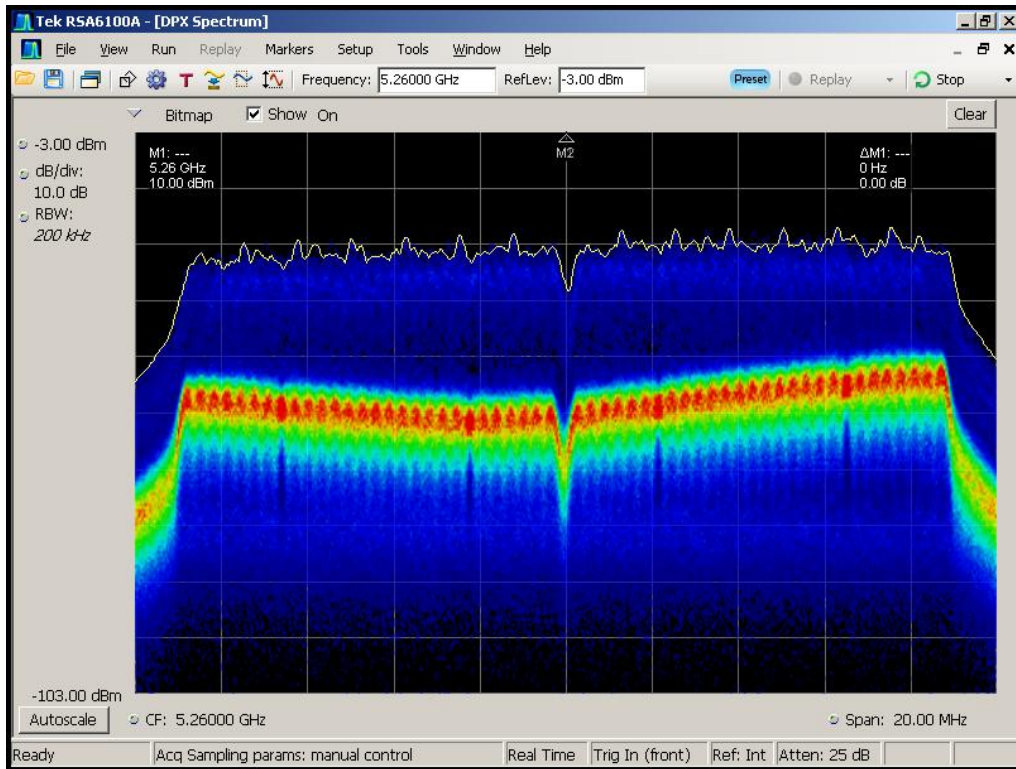 Tek RSA6100A - [DPX Spectrum]
File View Run Replay Markers Setup Tools Window Help
T Frequency: 5.26000 GHz RefLev: -3.00 dBm Preset Replay Stop
Bitmap Show On Clear
-3.00 dBm
dB/div:
10.0 dB
RBW:
200 kHz
M1: ---
5.26 GHz
10.00 dBm
M2
ΔM1: ---
0 Hz
0.00 dB
-103.00 dBm
Autoscale CF: 5.26000 GHz Span: 20.00 MHz
Ready Acq Sampling params: manual control Real Time Trig In (front) Ref: Int Atten: 25 dB